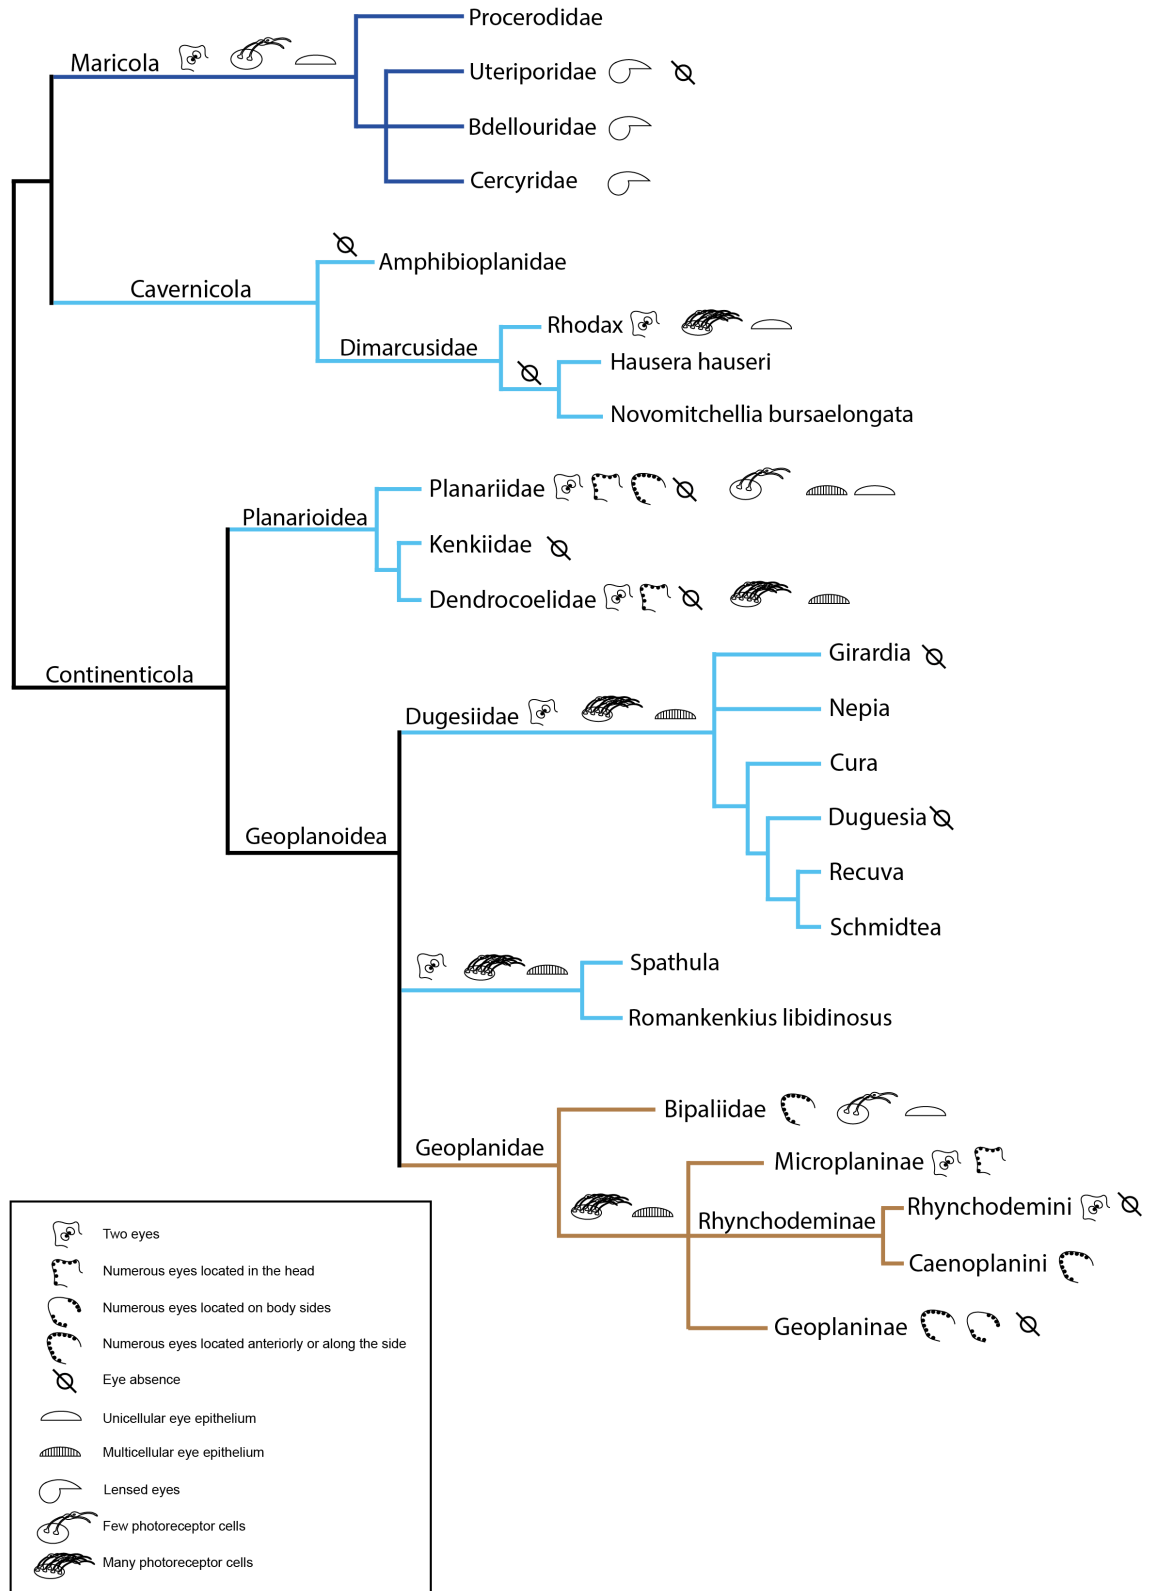 Procerodidae
Maricola
Uteriporidae
Bdellouridae
Cercyridae
Amphibioplanidae
Cavernicola
Rhodax
Dimarcusidae
Hausera hauseri
Novomitchellia bursaelongata
Planariidae
Planarioidea
Kenkiidae
Dendrocoelidae
Girardia
Continenticola
Nepia
Dugesiidae
Cura
Duguesia
Geoplanoidea
Recuva
Schmidtea
Spathula
Romankenkius libidinosus
Bipaliidae
Geoplanidae
Microplaninae
Rhynchodemini
Rhynchodeminae
Caenoplanini
Geoplaninae
Two eyes
Numerous eyes located in the head
Numerous eyes located on body sides
Numerous eyes located anteriorly or along the side
Eye absence
Unicellular eye epithelium
Multicellular eye epithelium
Lensed eyes
Few photoreceptor cells
Many photoreceptor cells